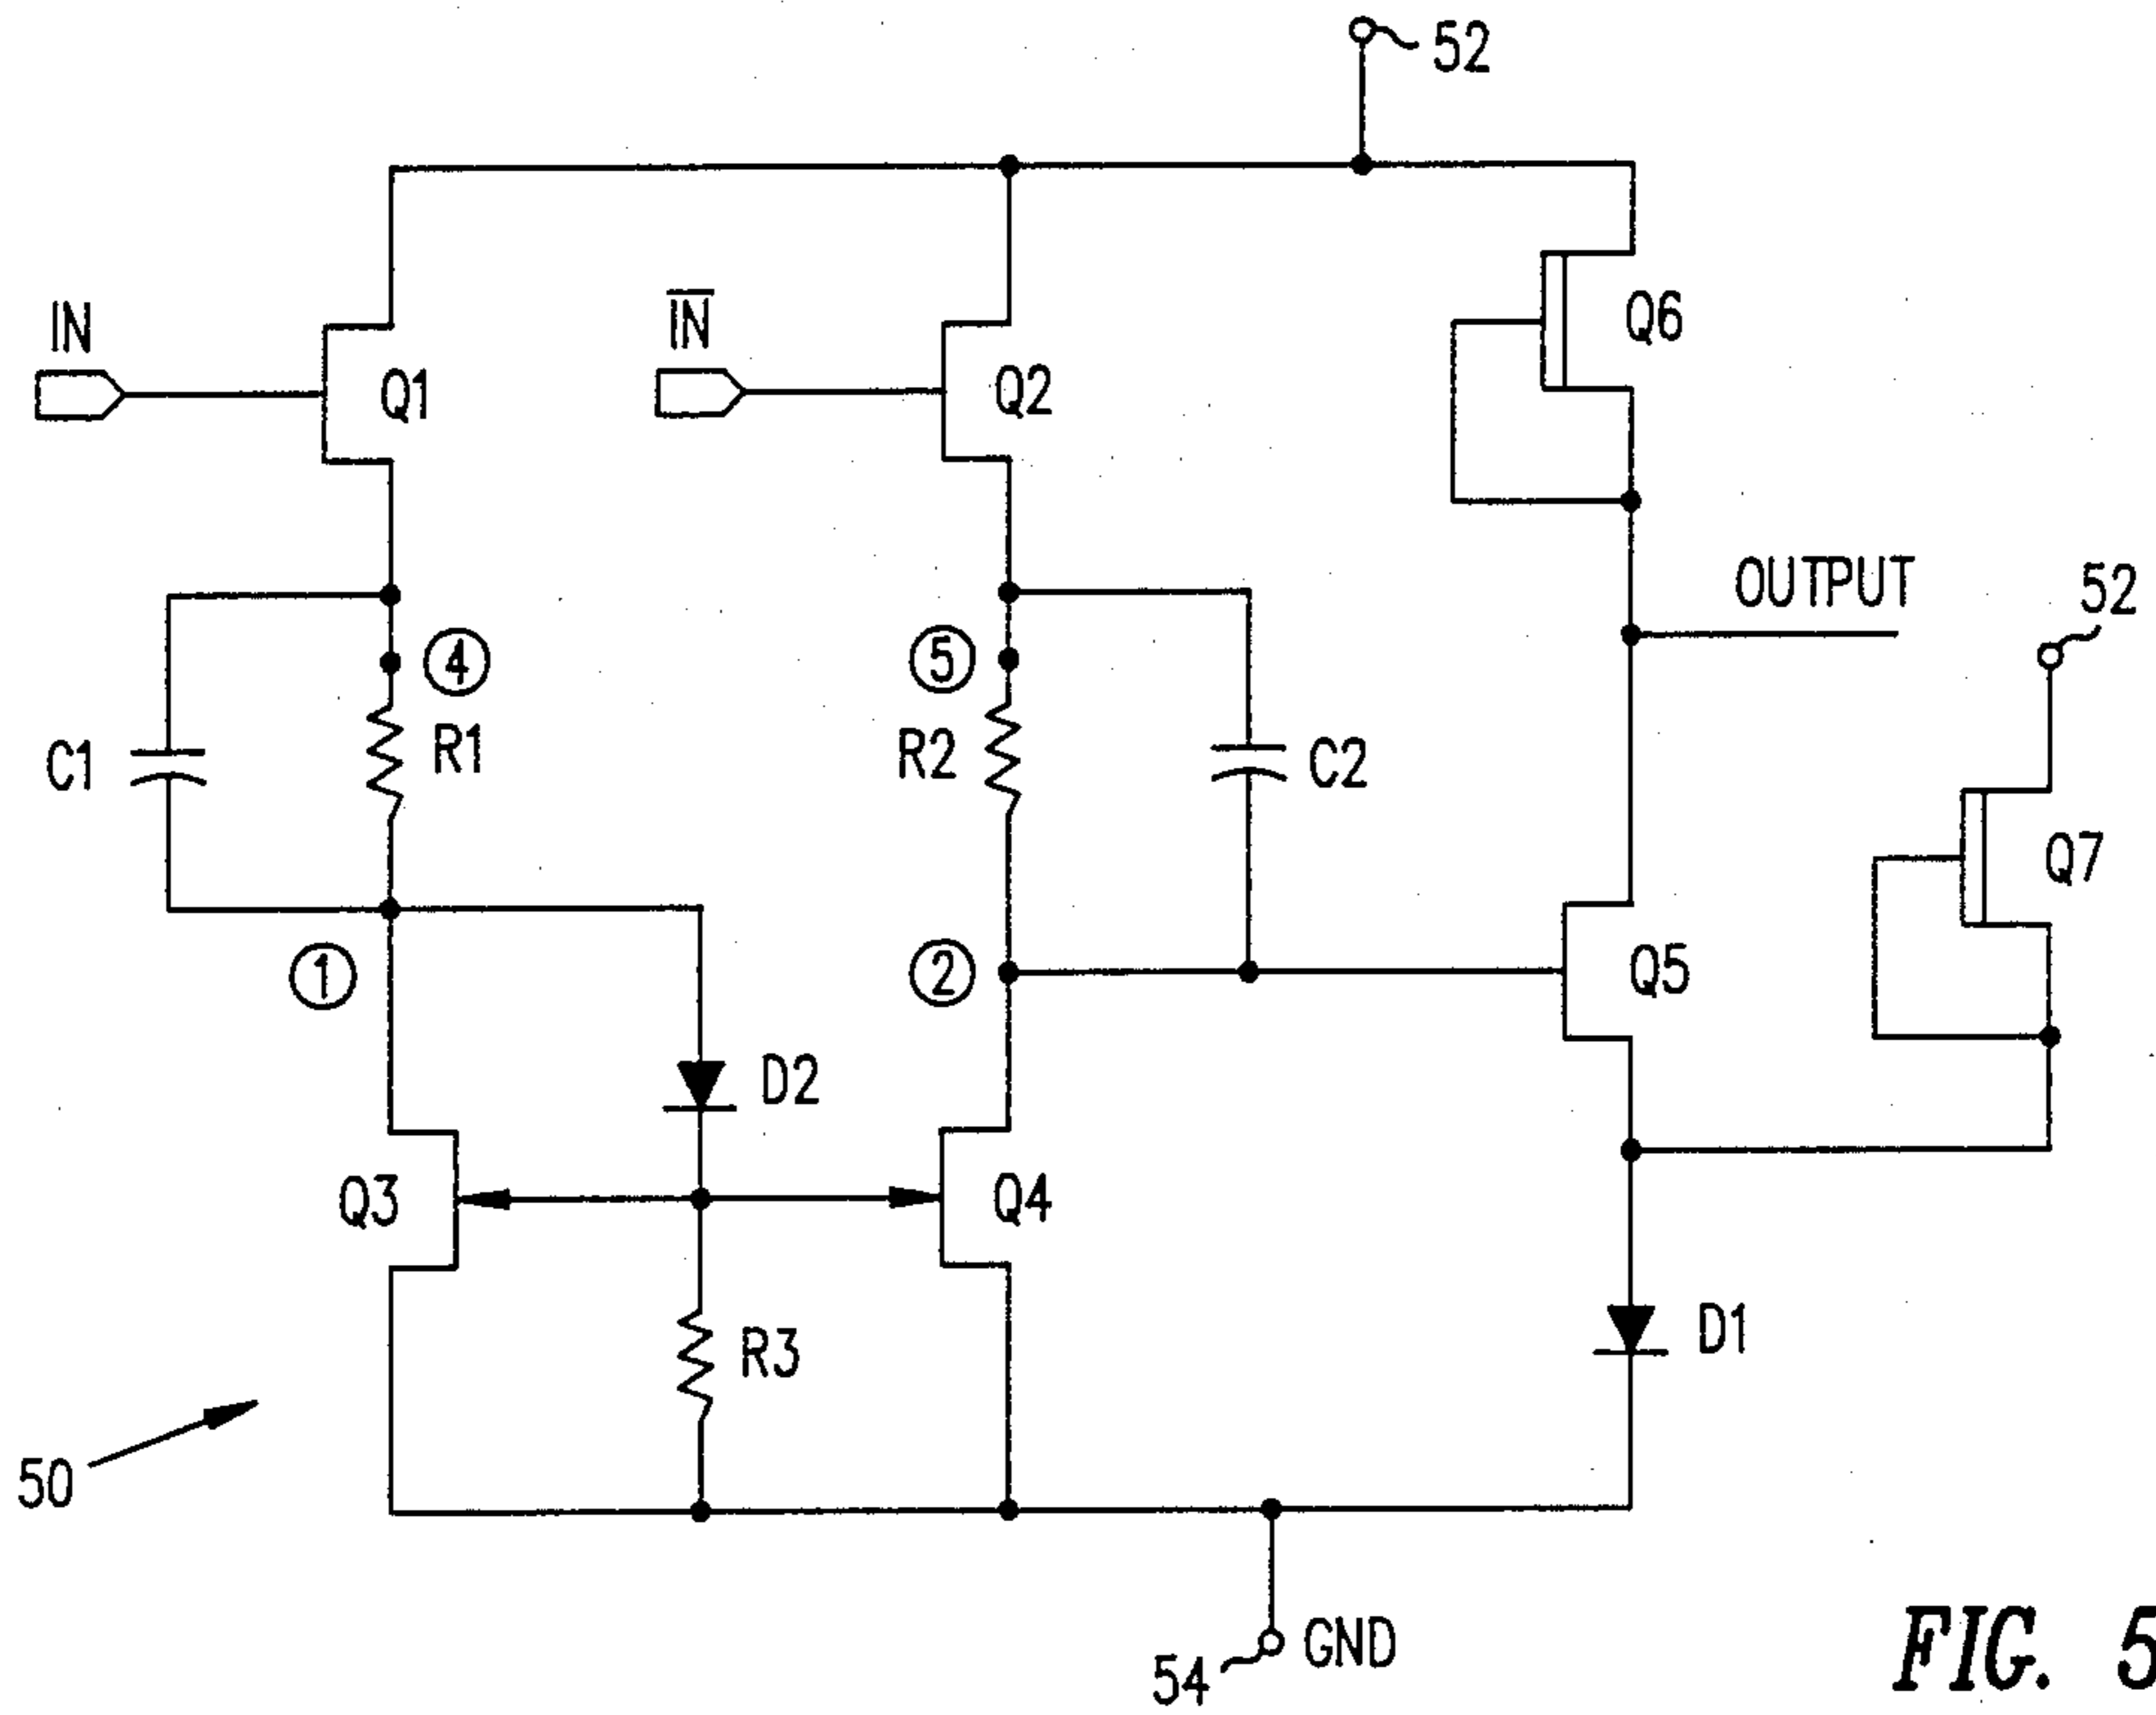 52
IN
Q1
I̅N̅
Q2
Q6
OUTPUT
52
④
⑤
C1
R1
R2
C2
Q7
①
②
Q5
D2
Q3
Q4
R3
D1
50
54
GND
FIG. 5